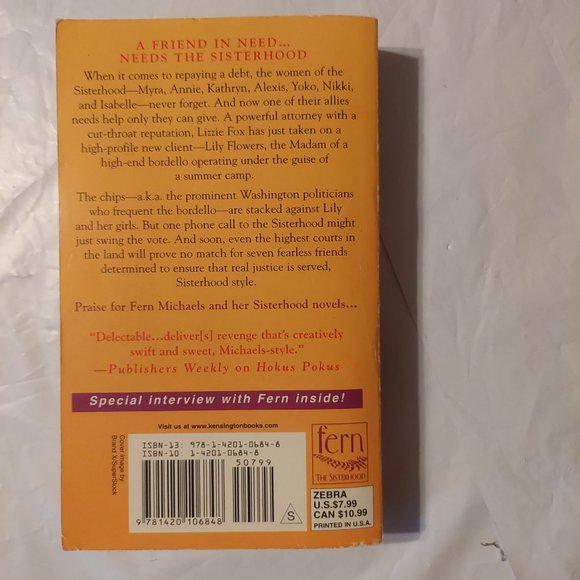 A FRIEND IN NEED...
NEEDS THE SISTERHOOD
When it comes to repaying a debt, the women of the
Sisterhood—Myra, Annie, Kathryn, Alexis, Yoko, Nikki,
and Isabelle—never forget. And now one of their allies
needs help only they can give. A powerful attorney with a
cut-throat reputation, Lizzie Fox has just taken on a
high-profile new client—Lily Flowers, the Madam of a
high-end bordello operating under the guise of
a summer camp.
The chips—a.k.a. the prominent Washington politicians
who frequent the bordello—are stacked against Lily
and her girls. But one phone call to the Sisterhood might
just swing the vote. And soon, even the highest courts in
the land will prove no match for seven fearless friends
determined to ensure that real justice is served,
Sisterhood style.
Praise for Fern Michaels and her Sisterhood novels...
"Delectable...deliver[s] revenge that's creatively
swift and sweet, Michaels-style."
—Publishers Weekly on Hokus Pokus
Special interview with Fern inside!
Visit us at www.kensingtonbooks.com
Cover image by
Brand X/SuperStock
ISBN-13: 978-1-4201-0684-8
ISBN-10: 1-4201-0684-8
50799
9 781420 106848
S
fern
THE SISTERHOOD
ZEBRA
U.S.$7.99
CAN $10.99
PRINTED IN U.S.A.